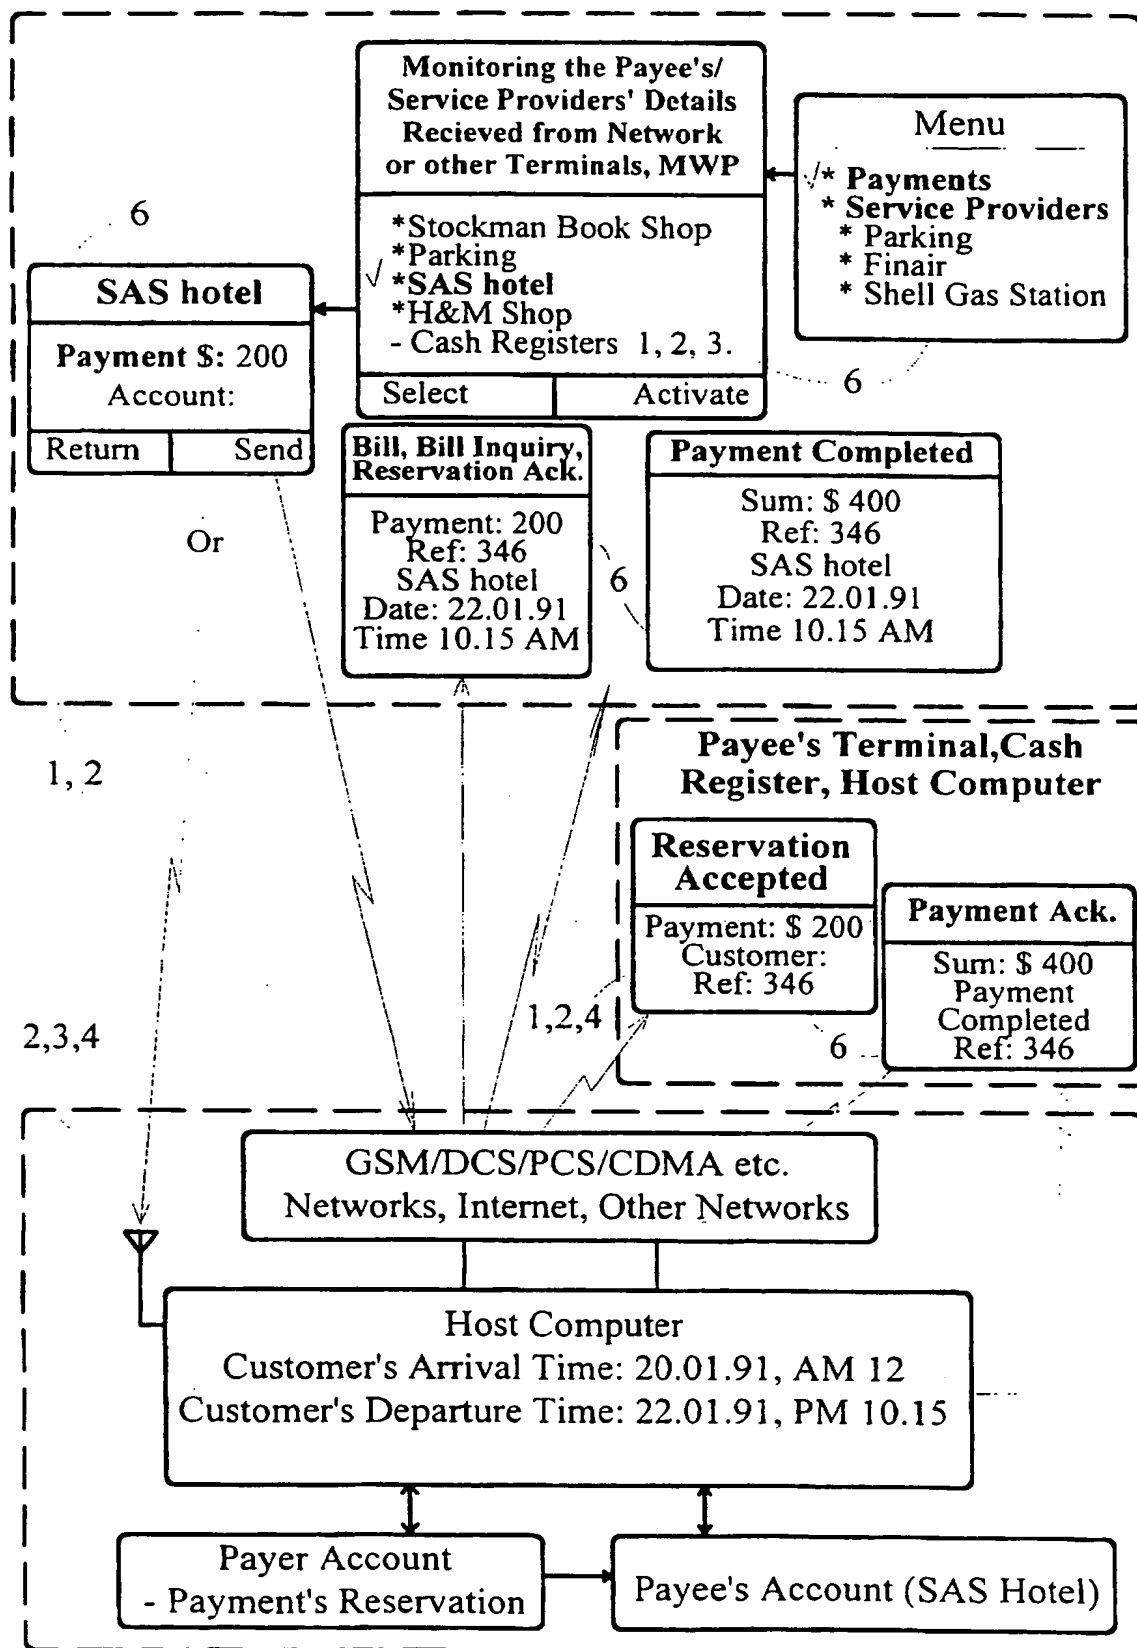 Monitoring the Payee's/
Service Providers' Details
Recieved from Network
or other Terminals, MWP
*Stockman Book Shop
*Parking
√ *SAS hotel
*H&M Shop
- Cash Registers 1, 2, 3.
Select Activate
Menu
√* Payments
* Service Providers
* Parking
* Finair
* Shell Gas Station
6
6
SAS hotel
Payment $: 200
Account:
Return Send
Or
Bill, Bill Inquiry,
Reservation Ack.
Payment: 200
Ref: 346
SAS hotel
Date: 22.01.91
Time 10.15 AM
6
Payment Completed
Sum: $ 400
Ref: 346
SAS hotel
Date: 22.01.91
Time 10.15 AM
1, 2
Payee's Terminal,Cash
Register, Host Computer
Reservation
Accepted
Payment: $ 200
Customer:
Ref: 346
Payment Ack.
Sum: $ 400
Payment
Completed
Ref: 346
1,2,4
6
2,3,4
GSM/DCS/PCS/CDMA etc.
Networks, Internet, Other Networks
Host Computer
Customer's Arrival Time: 20.01.91, AM 12
Customer's Departure Time: 22.01.91, PM 10.15
Payer Account
- Payment's Reservation
Payee's Account (SAS Hotel)